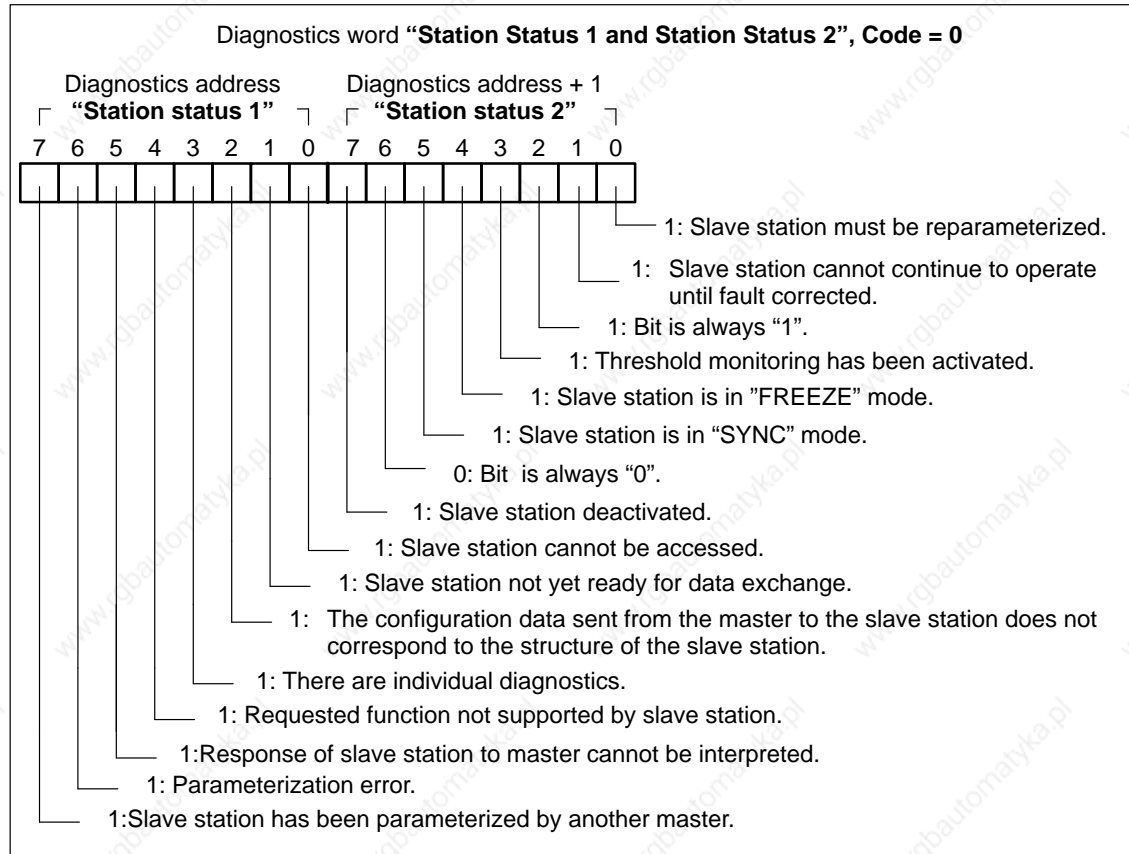 Diagnostics word “Station Status 1 and Station Status 2”, Code = 0
Diagnostics address Diagnostics address + 1
“Station status 1” “Station status 2”
7 6 5 4 3 2 1 0 7 6 5 4 3 2 1 0
1: Slave station must be reparameterized.
1: Slave station cannot continue to operate
until fault corrected.
1: Bit is always “1”.
1: Threshold monitoring has been activated.
1: Slave station is in ”FREEZE” mode.
1: Slave station is in “SYNC” mode.
0: Bit is always “0”.
1: Slave station deactivated.
1: Slave station cannot be accessed.
1: Slave station not yet ready for data exchange.
1: The configuration data sent from the master to the slave station does not
correspond to the structure of the slave station.
1: There are individual diagnostics.
1: Requested function not supported by slave station.
1:Response of slave station to master cannot be interpreted.
1: Parameterization error.
1:Slave station has been parameterized by another master.
www.rgbautomatyka.pl